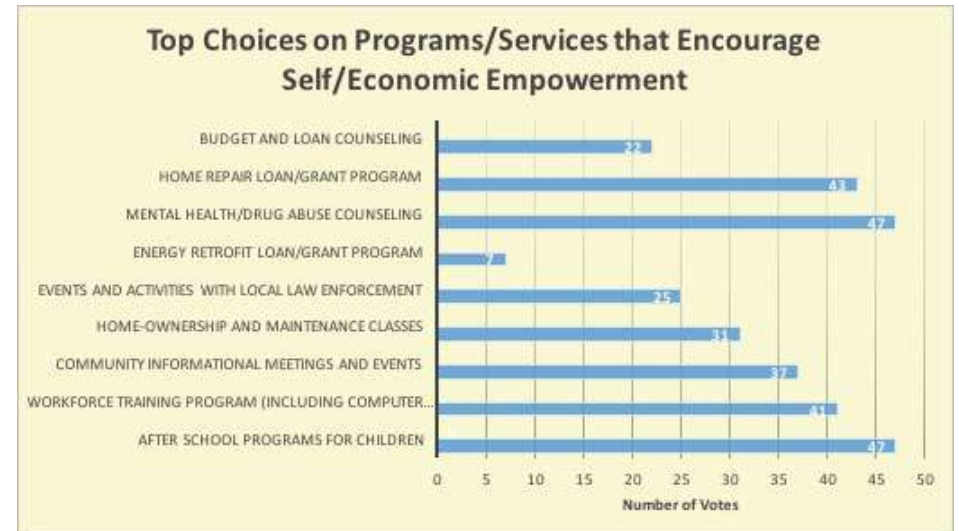 Top Choices on Programs/Services that Encourage
Self/Economic Empowerment
BUDGET AND LOAN COUNSELING
22
HOME REPAIR LOAN/GRANT PROGRAM
43
MENTAL HEALTH/DRUG ABUSE COUNSELING
47
ENERGY RETROFIT LOAN/GRANT PROGRAM
7
EVENTS AND ACTIVITIES WITH LOCAL LAW ENFORCEMENT
25
HOME-OWNERSHIP AND MAINTENANCE CLASSES
31
COMMUNITY INFORMATIONAL MEETINGS AND EVENTS
37
WORKFORCE TRAINING PROGRAM (INCLUDING COMPUTER...
41
AFTER SCHOOL PROGRAMS FOR CHILDREN
47
0 5 10 15 20 25 30 35 40 45 50
Number of Votes